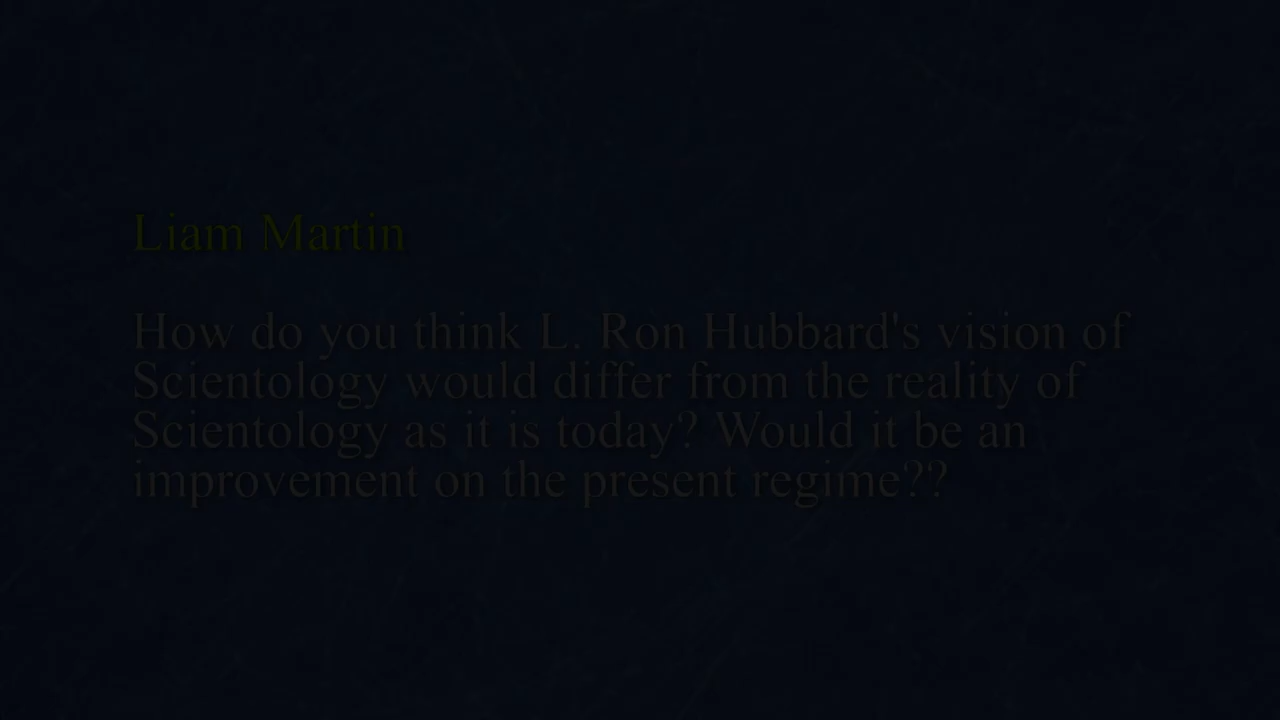 Liam Martin
How do you think L. Ron Hubbard's vision of
Scientology would differ from the reality of
Scientology as it is today? Would it be an
improvement on the present regime??